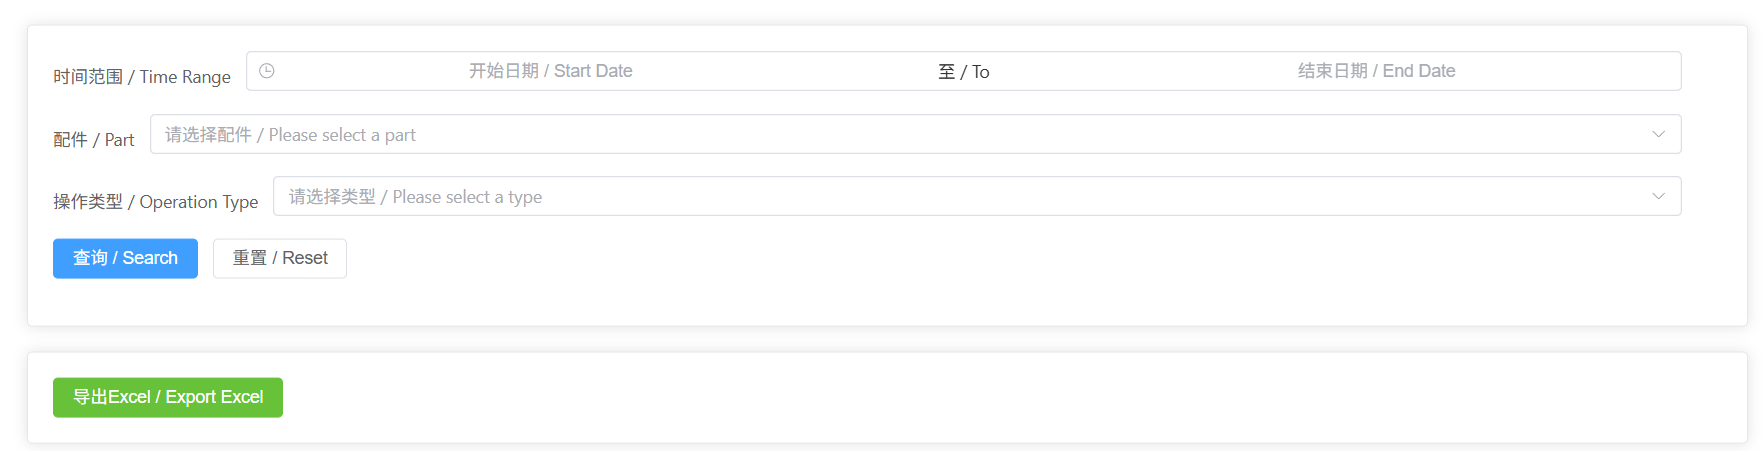 时间范围 / Time Range 开始日期 / Start Date 至 / To 结束日期 / End Date
配件 / Part 请选择配件 / Please select a part
操作类型 / Operation Type 请选择类型 / Please select a type
查询 / Search 重置 / Reset
导出Excel / Export Excel